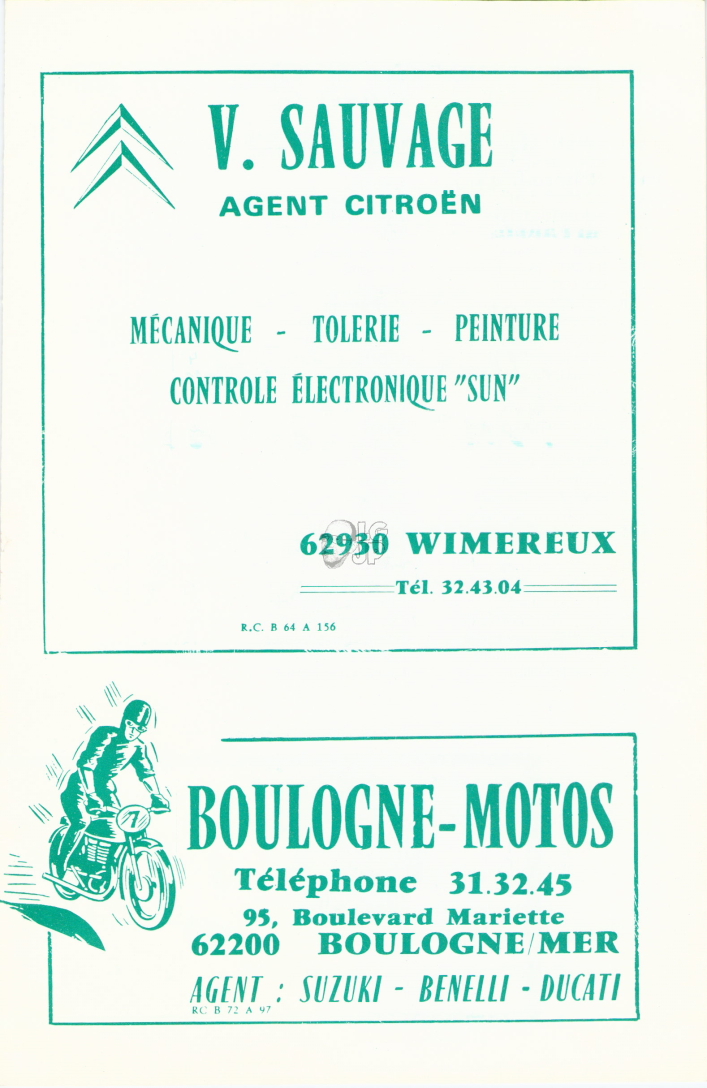 V. SAUVAGE
AGENT CITROËN
MÉCANIQUE - TOLERIE - PEINTURE
CONTROLE ÉLECTRONIQUE "SUN"
62930 WIMEREUX
Tél. 32.43.04
R.C. B 64 A 156
7
BOULOGNE-MOTOS
Téléphone 31.32.45
95, Boulevard Mariette
62200 BOULOGNE/MER
AGENT : SUZUKI - BENELLI - DUCATI
RC B 72 A 97